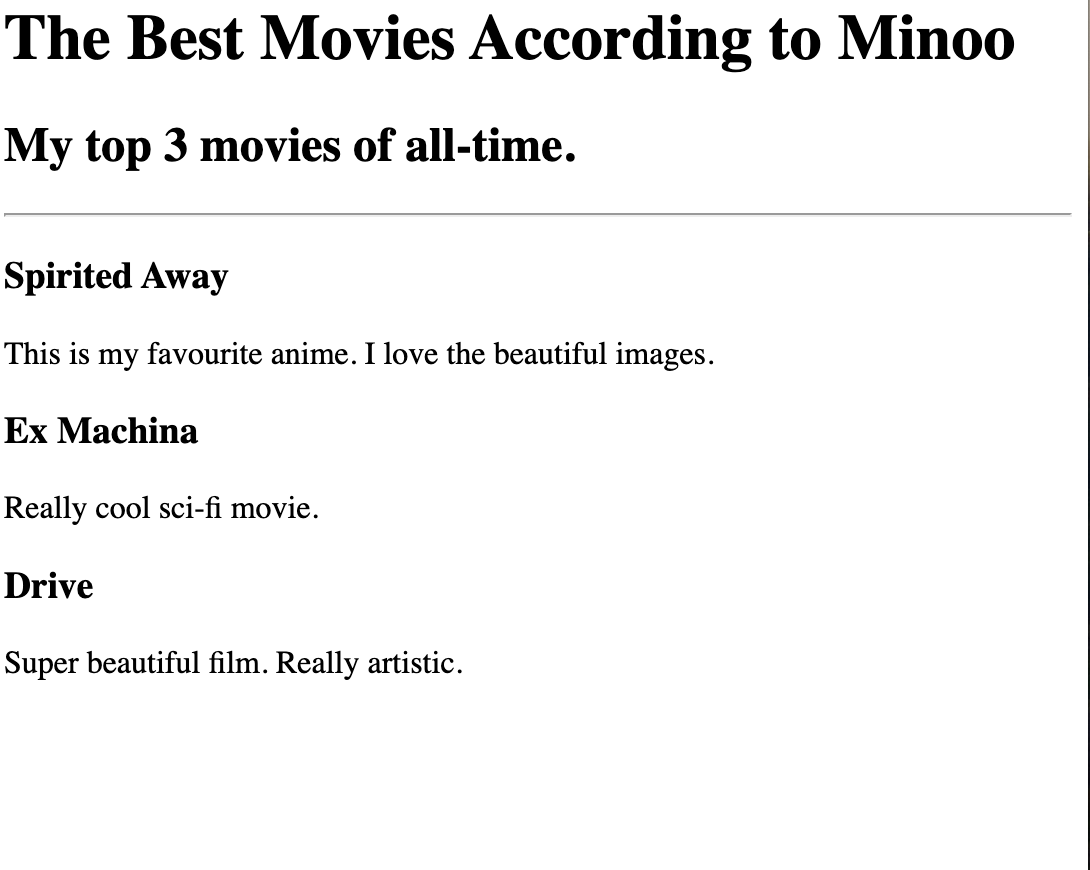 The Best Movies According to Minoo
My top 3 movies of all-time.
Spirited Away
This is my favourite anime. I love the beautiful images.
Ex Machina
Really cool sci-fi movie.
Drive
Super beautiful film. Really artistic.